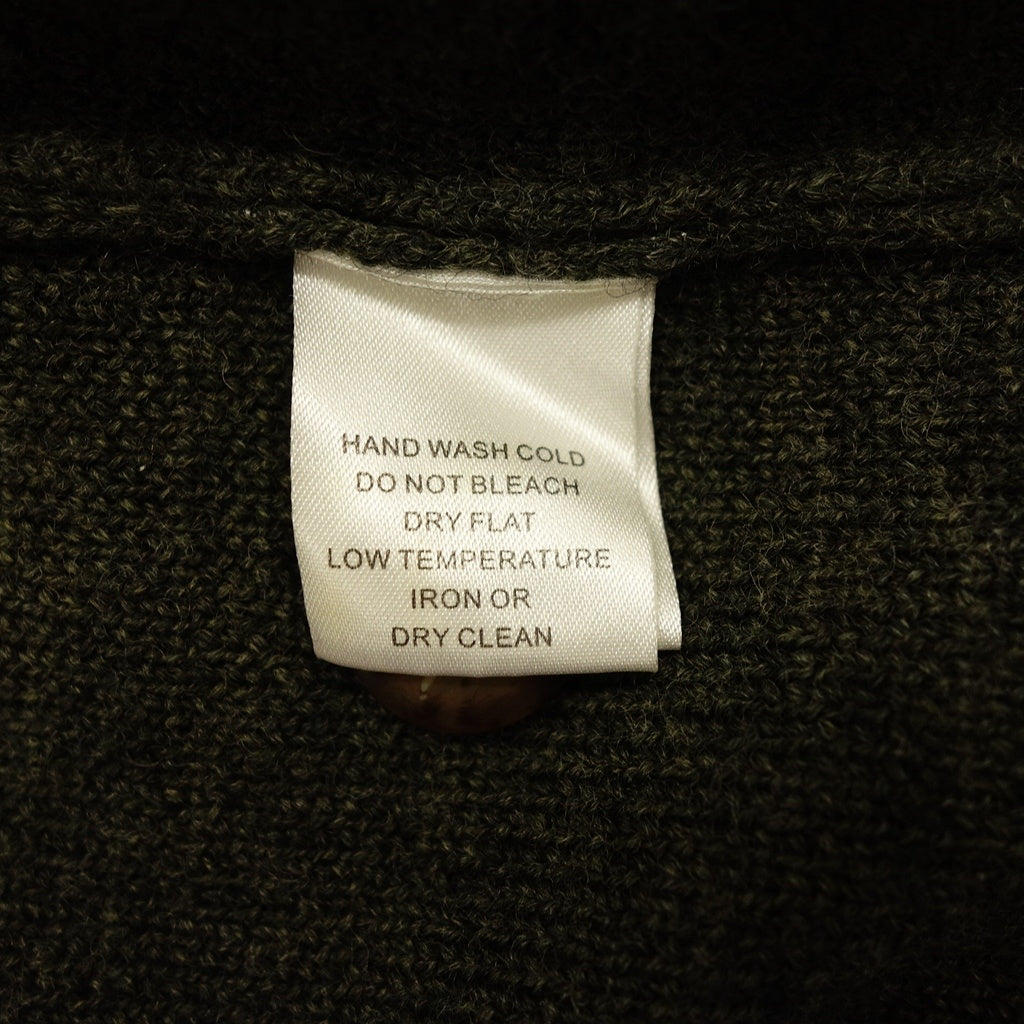 HAND WASH COLD
DO NOT BLEACH
DRY FLAT
LOW TEMPERATURE
IRON OR
DRY CLEAN